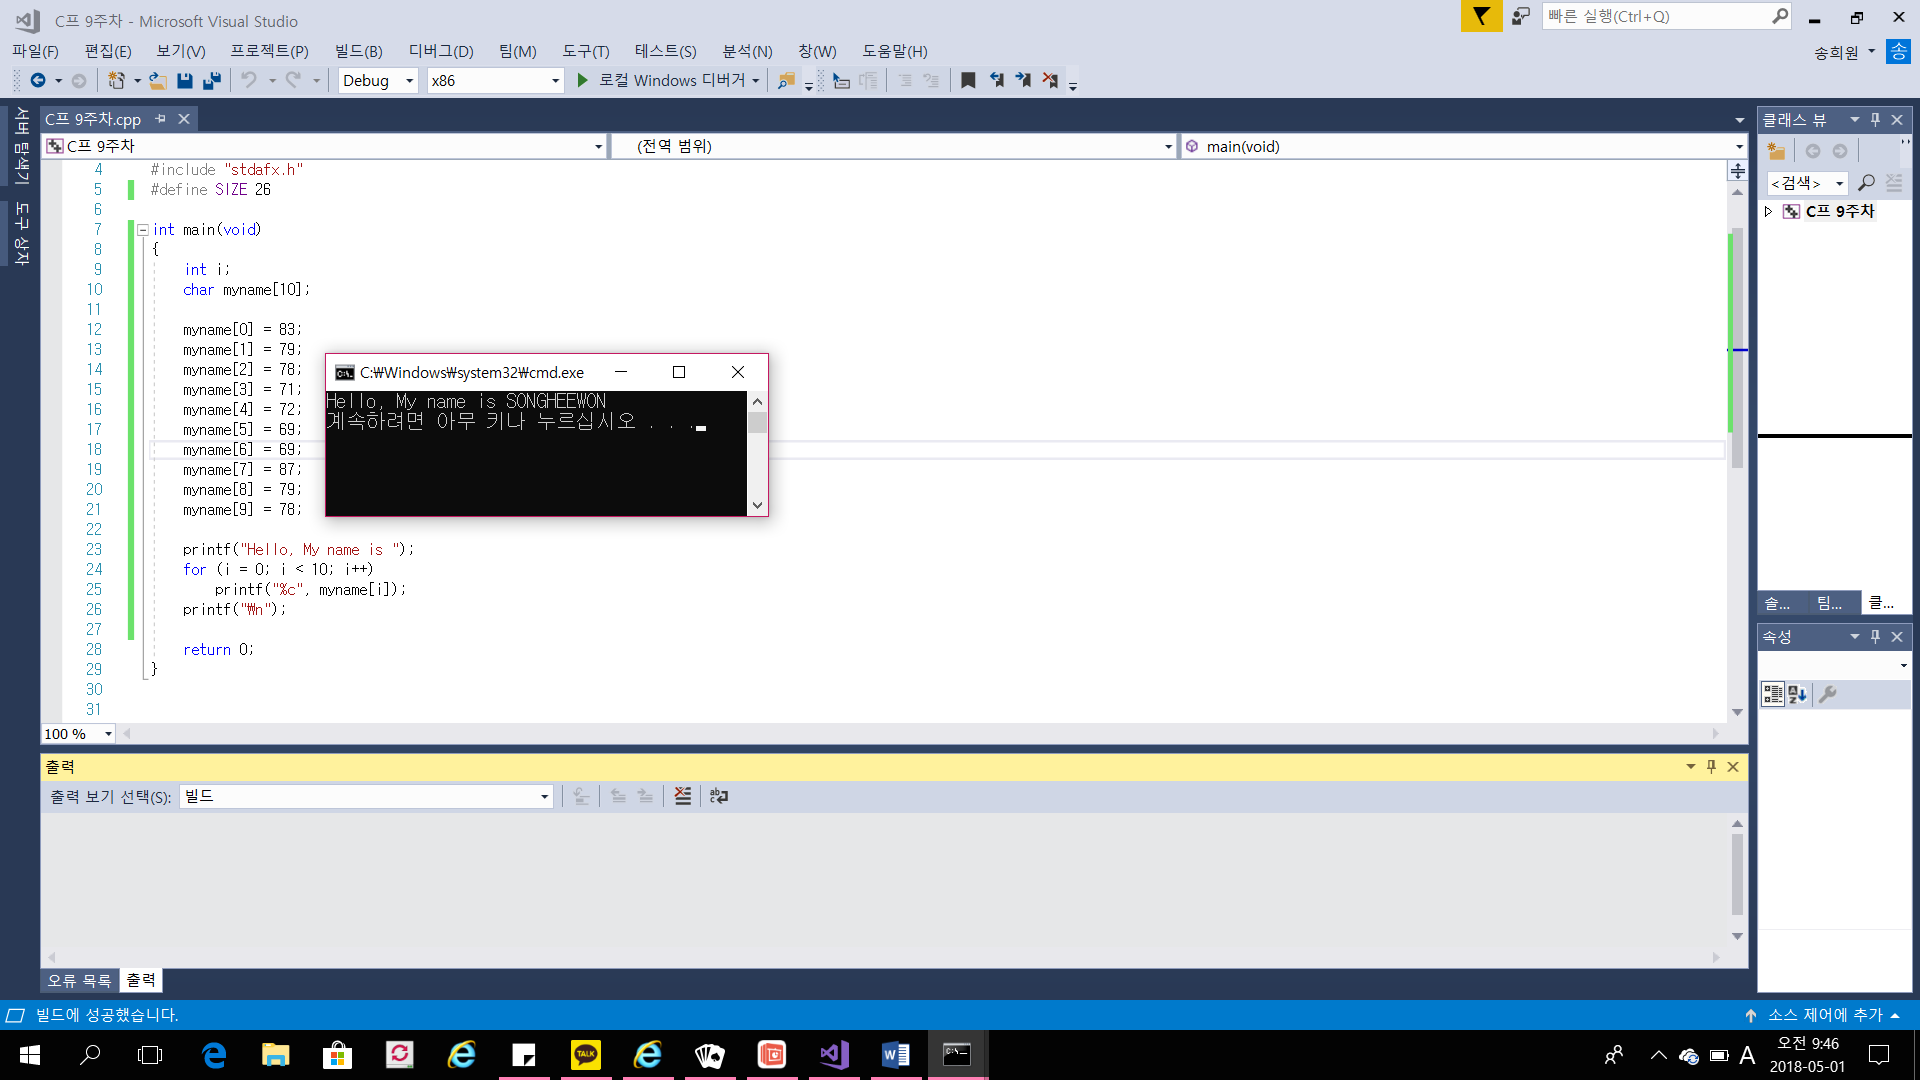 C프 9주차 - Microsoft Visual Studio
빠른 실행(Ctrl+Q)
파일(F) 편집(E) 보기(V) 프로젝트(P) 빌드(B) 디버그(D) 팀(M) 도구(T) 테스트(S) 분석(N) 창(W) 도움말(H)
송희원 송
Debug x86 로컬 Windows 디버거
서버 탐색기
도구 상자
C프 9주차.cpp
C프 9주차 (전역 범위) main(void)
4 #include "stdafx.h"
5 #define SIZE 26
6
7 int main(void)
8 {
9 int i;
10 char myname[10];
11
12 myname[0] = 83;
13 myname[1] = 79;
14 myname[2] = 78;
15 myname[3] = 71;
16 myname[4] = 72;
17 myname[5] = 69;
18 myname[6] = 69;
19 myname[7] = 87;
20 myname[8] = 79;
21 myname[9] = 78;
22
23 printf("Hello, My name is ");
24 for (i = 0; i < 10; i++)
25 printf("%c", myname[i]);
26 printf("₩n");
27
28 return 0;
29 }
30
31
100 %
C:₩Windows₩system32₩cmd.exe
Hello, My name is SONGHEEWON
계속하려면 아무 키나 누르십시오 . . .
클래스 뷰
<검색>
C프 9주차
솔... 팀... 클...
속성
출력
출력 보기 선택(S): 빌드
오류 목록 출력
빌드에 성공했습니다.
소스 제어에 추가
TALK
A
오전 9:46
2018-05-01